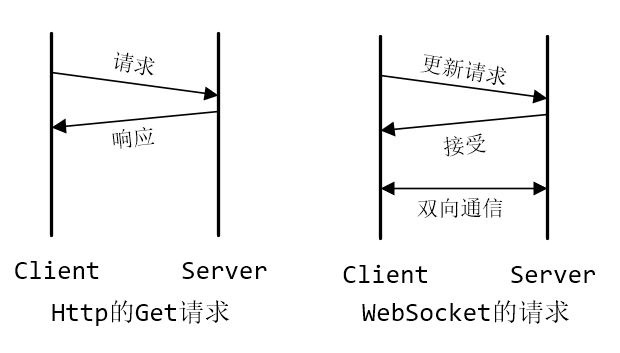 请求
响应
Client Server
Http的Get请求
更新请求
接受
双向通信
Client Server
WebSocket的请求